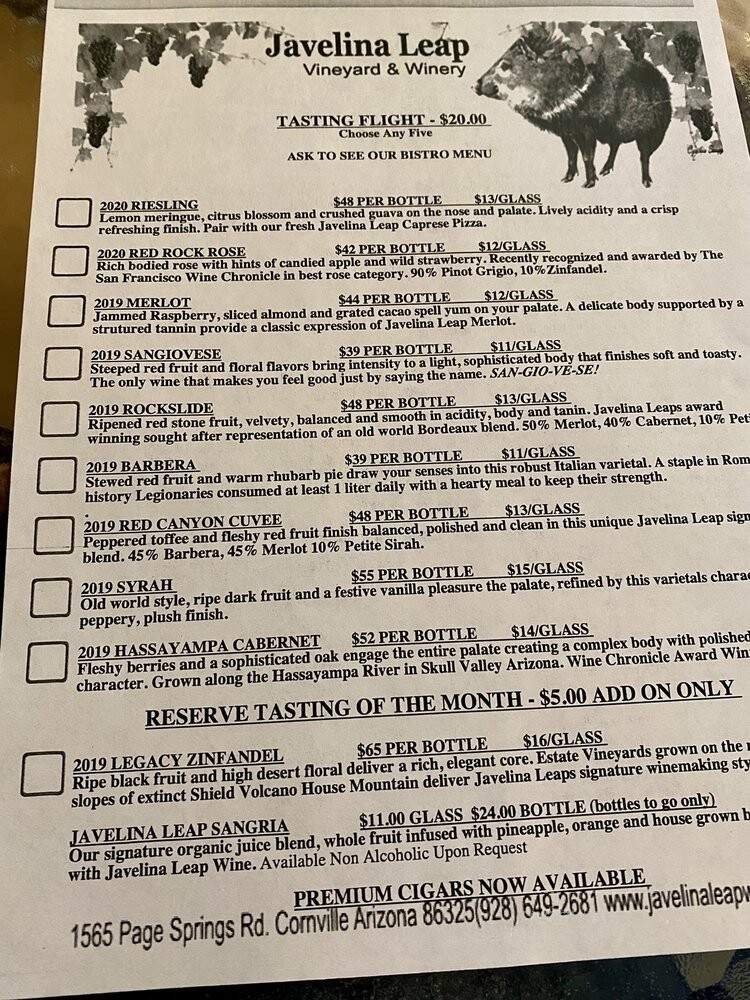 Javelina Leap
Vineyard & Winery
TASTING FLIGHT - $20.00
Choose Any Five
ASK TO SEE OUR BISTRO MENU
2020 RIESLING $48 PER BOTTLE $13/GLASS
Lemon meringue, citrus blossom and crushed guava on the nose and palate. Lively acidity and a crisp
refreshing finish. Pair with our fresh Javelina Leap Caprese Pizza.
2020 RED ROCK ROSE $42 PER BOTTLE $12/GLASS
Rich bodied rose with hints of candied apple and wild strawberry. Recently recognized and awarded by The
San Francisco Wine Chronicle in best rose category. 90% Pinot Grigio, 10%Zinfandel.
2019 MERLOT $44 PER BOTTLE $12/GLASS
Jammed Raspberry, sliced almond and grated cacao spell yum on your palate. A delicate body supported by a
strutured tannin provide a classic expression of Javelina Leap Merlot.
2019 SANGIOVESE $39 PER BOTTLE $11/GLASS
Steeped red fruit and floral flavors bring intensity to a light, sophisticated body that finishes soft and toasty.
The only wine that makes you feel good just by saying the name. SAN-GIO-VE-SE!
2019 ROCKSLIDE $48 PER BOTTLE $13/GLASS
Ripened red stone fruit, velvety, balanced and smooth in acidity, body and tanin. Javelina Leaps award
winning sought after representation of an old world Bordeaux blend. 50% Merlot, 40% Cabernet, 10% Pet
2019 BARBERA $39 PER BOTTLE $11/GLASS
Stewed red fruit and warm rhubarb pie draw your senses into this robust Italian varietal. A staple in Rom
history Legionaries consumed at least 1 liter daily with a hearty meal to keep their strength.
2019 RED CANYON CUVEE $48 PER BOTTLE $13/GLASS
Peppered toffee and fleshy red fruit finish balanced, polished and clean in this unique Javelina Leap sign
blend. 45% Barbera, 45% Merlot 10% Petite Sirah.
2019 SYRAH $55 PER BOTTLE $15/GLASS
Old world style, ripe dark fruit and a festive vanilla pleasure the palate, refined by this varietals charac
peppery, plush finish.
2019 HASSAYAMPA CABERNET $52 PER BOTTLE $14/GLASS
Fleshy berries and a sophisticated oak engage the entire palate creating a complex body with polished
character. Grown along the Hassayampa River in Skull Valley Arizona. Wine Chronicle Award Win
RESERVE TASTING OF THE MONTH - $5.00 ADD ON ONLY
2019 LEGACY ZINFANDEL $65 PER BOTTLE $16/GLASS
Ripe black fruit and high desert floral deliver a rich, elegant core. Estate Vineyards grown on the
slopes of extinct Shield Volcano House Mountain deliver Javelina Leaps signature winemaking sty
JAVELINA LEAP SANGRIA $11.00 GLASS $24.00 BOTTLE (bottles to go only)
Our signature organic juice blend, whole fruit infused with pineapple, orange and house grown b
with Javelina Leap Wine. Available Non Alcoholic Upon Request
PREMIUM CIGARS NOW AVAILABLE
1565 Page Springs Rd. Cornville Arizona 86325(928) 649-2681 www.javelinaleapw